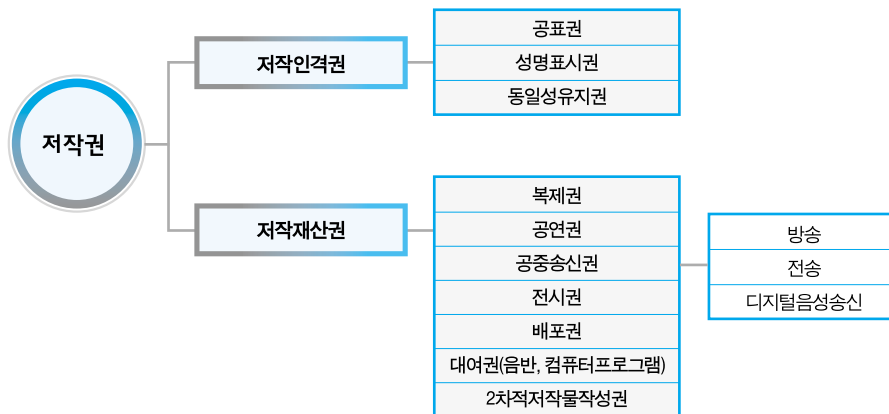 저작권
저작인격권
공표권
성명표시권
동일성유지권
저작재산권
복제권
공연권
공중송신권
전시권
배포권
대여권(음반, 컴퓨터프로그램)
2차적저작물작성권
방송
전송
디지털음성송신